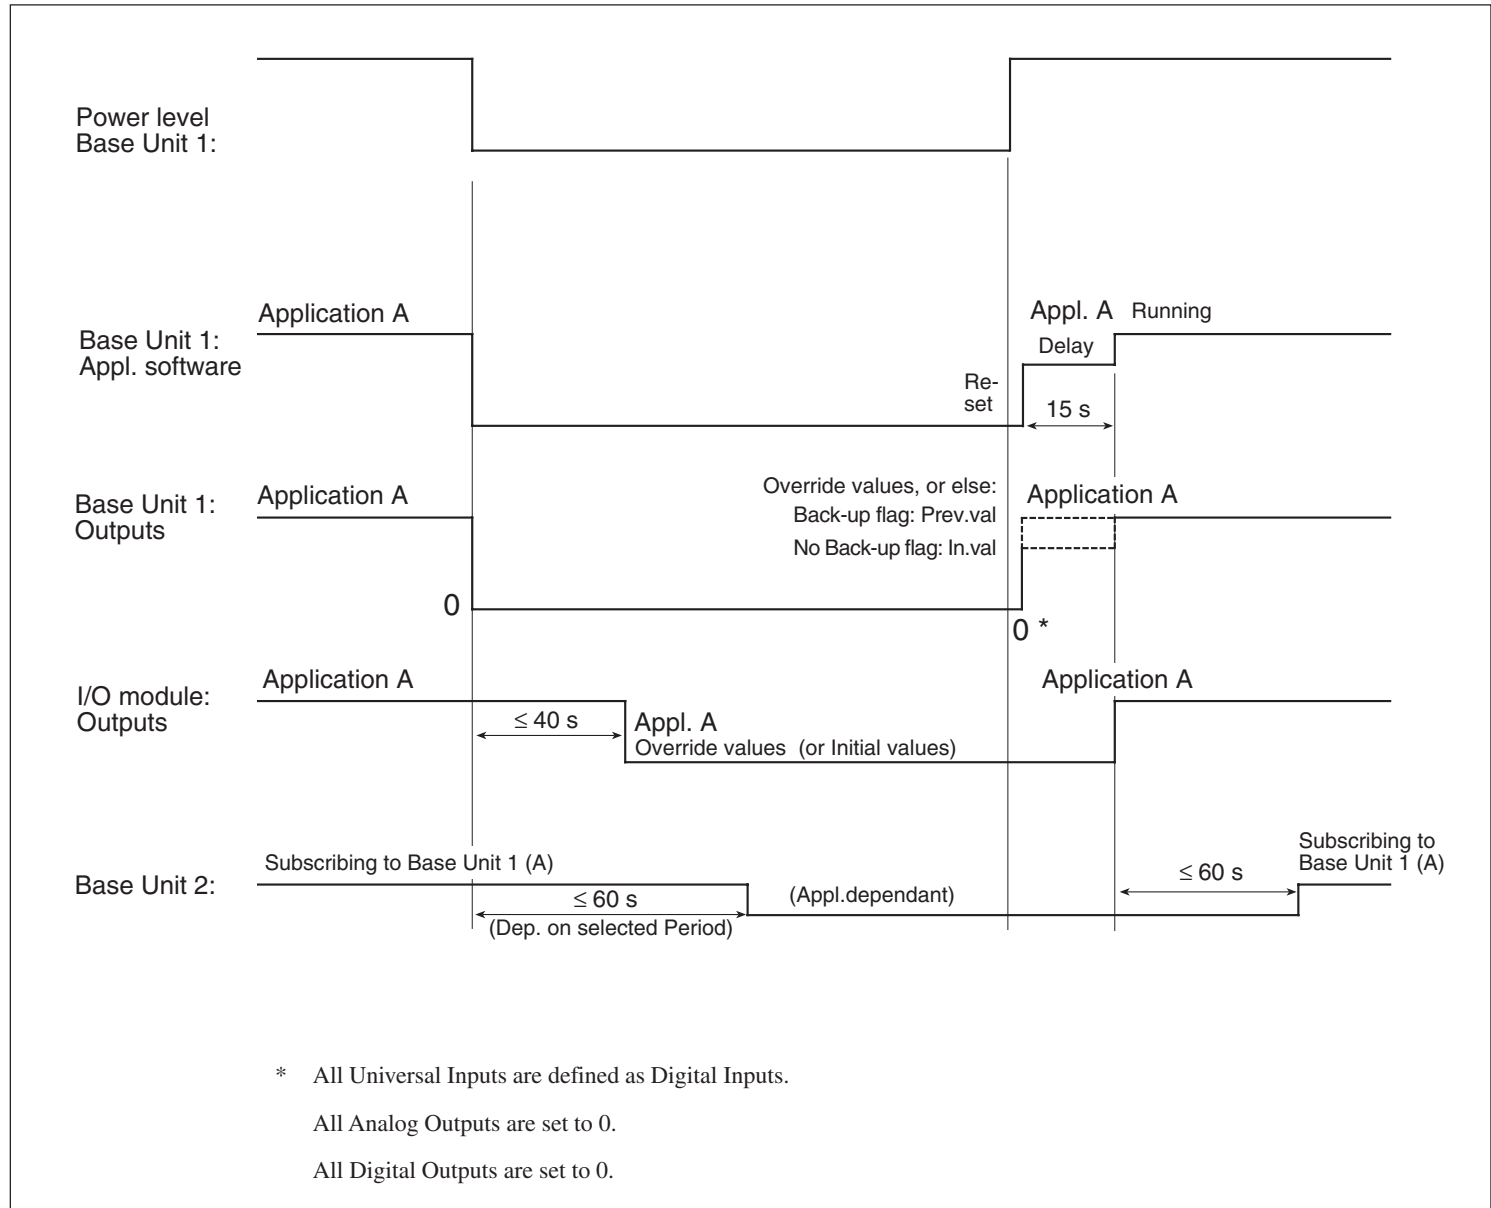 Power level
Base Unit 1:
Application A
Appl. A Running
Base Unit 1:
Appl. software
Delay
Re-
set
15 s
Base Unit 1:
Outputs
Application A
Override values, or else:
Back-up flag: Prev.val
No Back-up flag: In.val
Application A
0
0 *
I/O module:
Outputs
Application A
≤ 40 s
Appl. A
Override values (or Initial values)
Application A
Base Unit 2:
Subscribing to Base Unit 1 (A)
≤ 60 s
(Dep. on selected Period)
(Appl.dependant)
≤ 60 s
Subscribing to
Base Unit 1 (A)
* All Universal Inputs are defined as Digital Inputs.
All Analog Outputs are set to 0.
All Digital Outputs are set to 0.